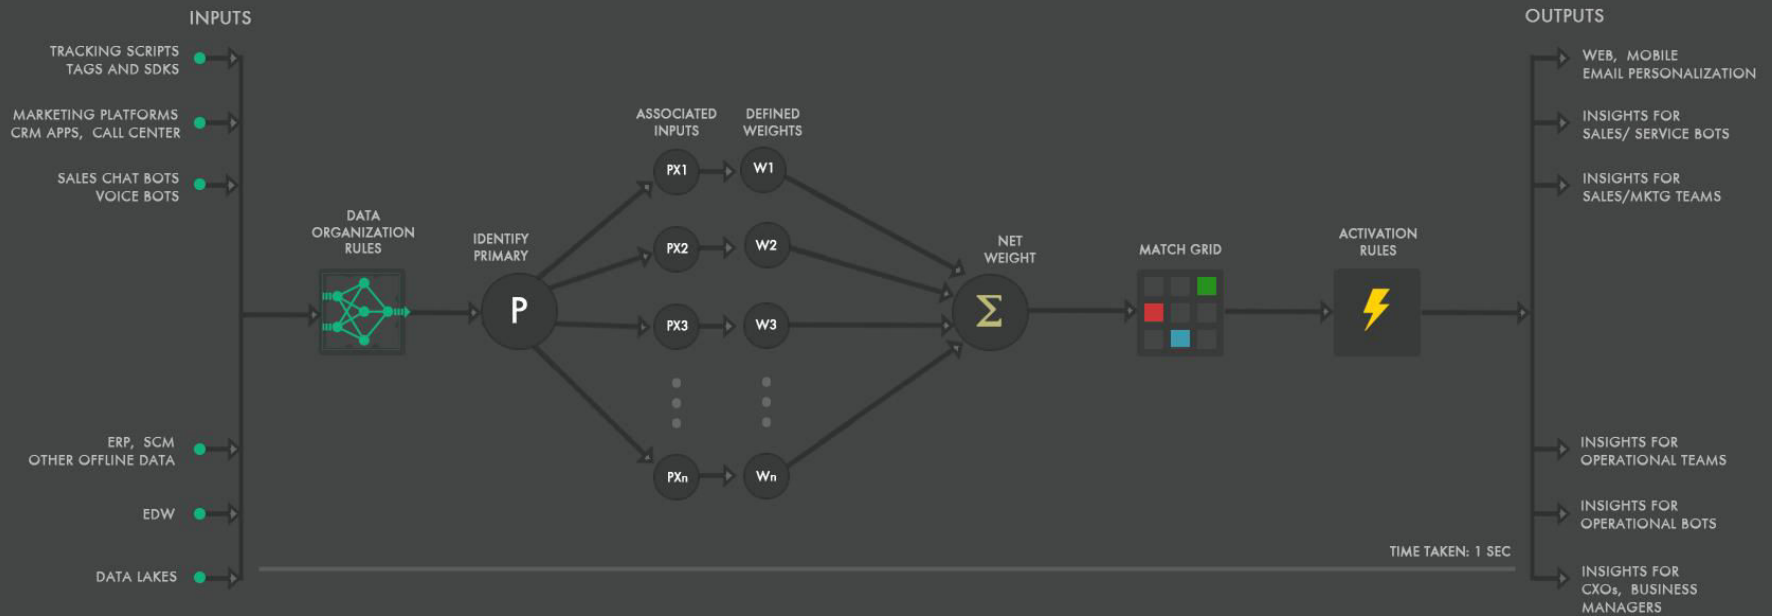 INPUTS
TRACKING SCRIPTS
TAGS AND SDKS
MARKETING PLATFORMS
CRM APPS, CALL CENTER
SALES CHAT BOTS
VOICE BOTS
ERP, SCM
OTHER OFFLINE DATA
EDW
DATA LAKES
DATA
ORGANIZATION
RULES
IDENTIFY
PRIMARY
P
ASSOCIATED
INPUTS
DEFINED
WEIGHTS
PX1
W1
PX2
W2
PX3
W3
PXn
Wn
NET
WEIGHT
Σ
MATCH GRID
ACTIVATION
RULES
TIME TAKEN: 1 SEC
OUTPUTS
WEB, MOBILE
EMAIL PERSONALIZATION
INSIGHTS FOR
SALES/ SERVICE BOTS
INSIGHTS FOR
SALES/MKTG TEAMS
INSIGHTS FOR
OPERATIONAL TEAMS
INSIGHTS FOR
OPERATIONAL BOTS
INSIGHTS FOR
CXOs, BUSINESS
MANAGERS